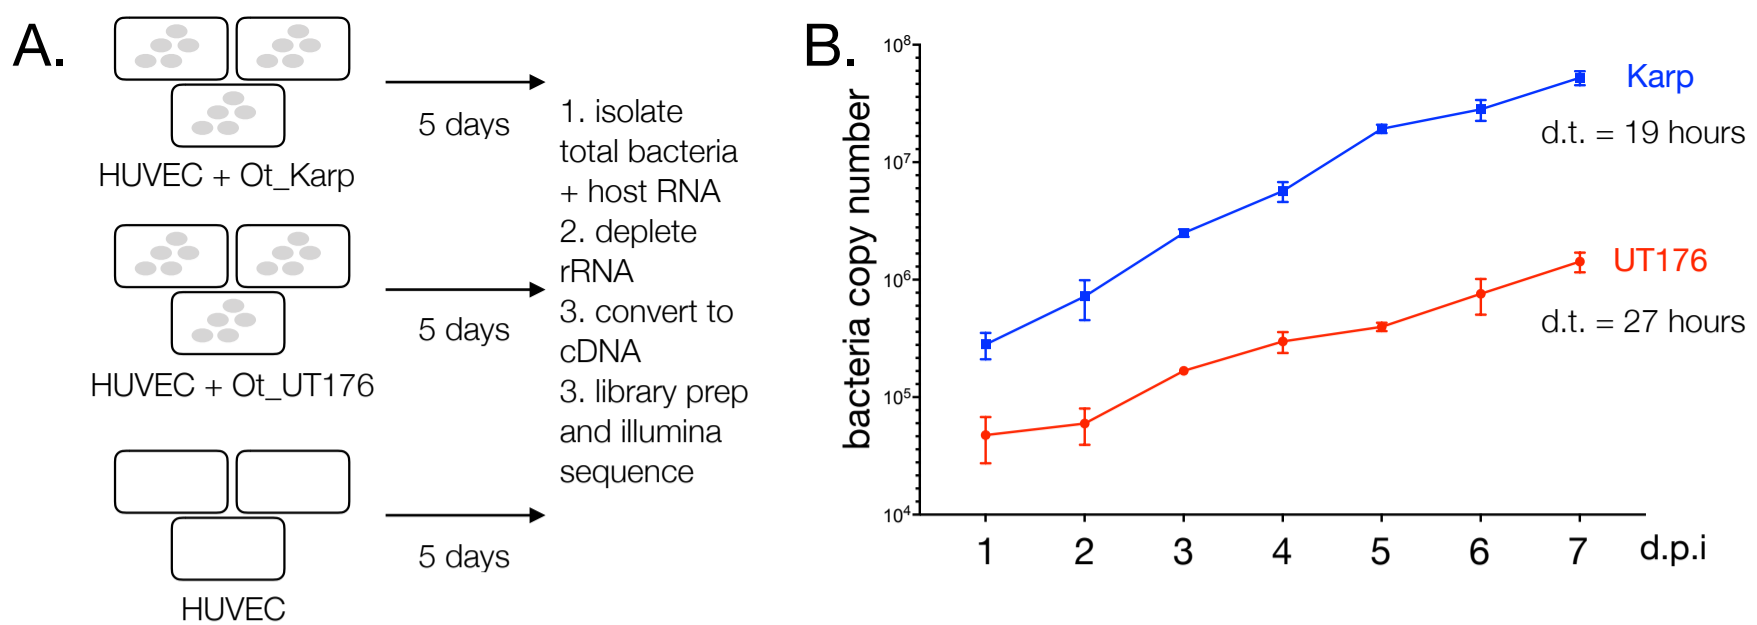 A.
HUVEC + Ot_Karp
5 days
HUVEC + Ot_UT176
5 days
HUVEC
5 days
1. isolate
total bacteria
+ host RNA
2. deplete
rRNA
3. convert to
cDNA
3. library prep
and illumina
sequence
B.
bacteria copy number
10⁸
10⁷
10⁶
10⁵
10⁴
1 2 3 4 5 6 7 d.p.i
Karp
d.t. = 19 hours
UT176
d.t. = 27 hours